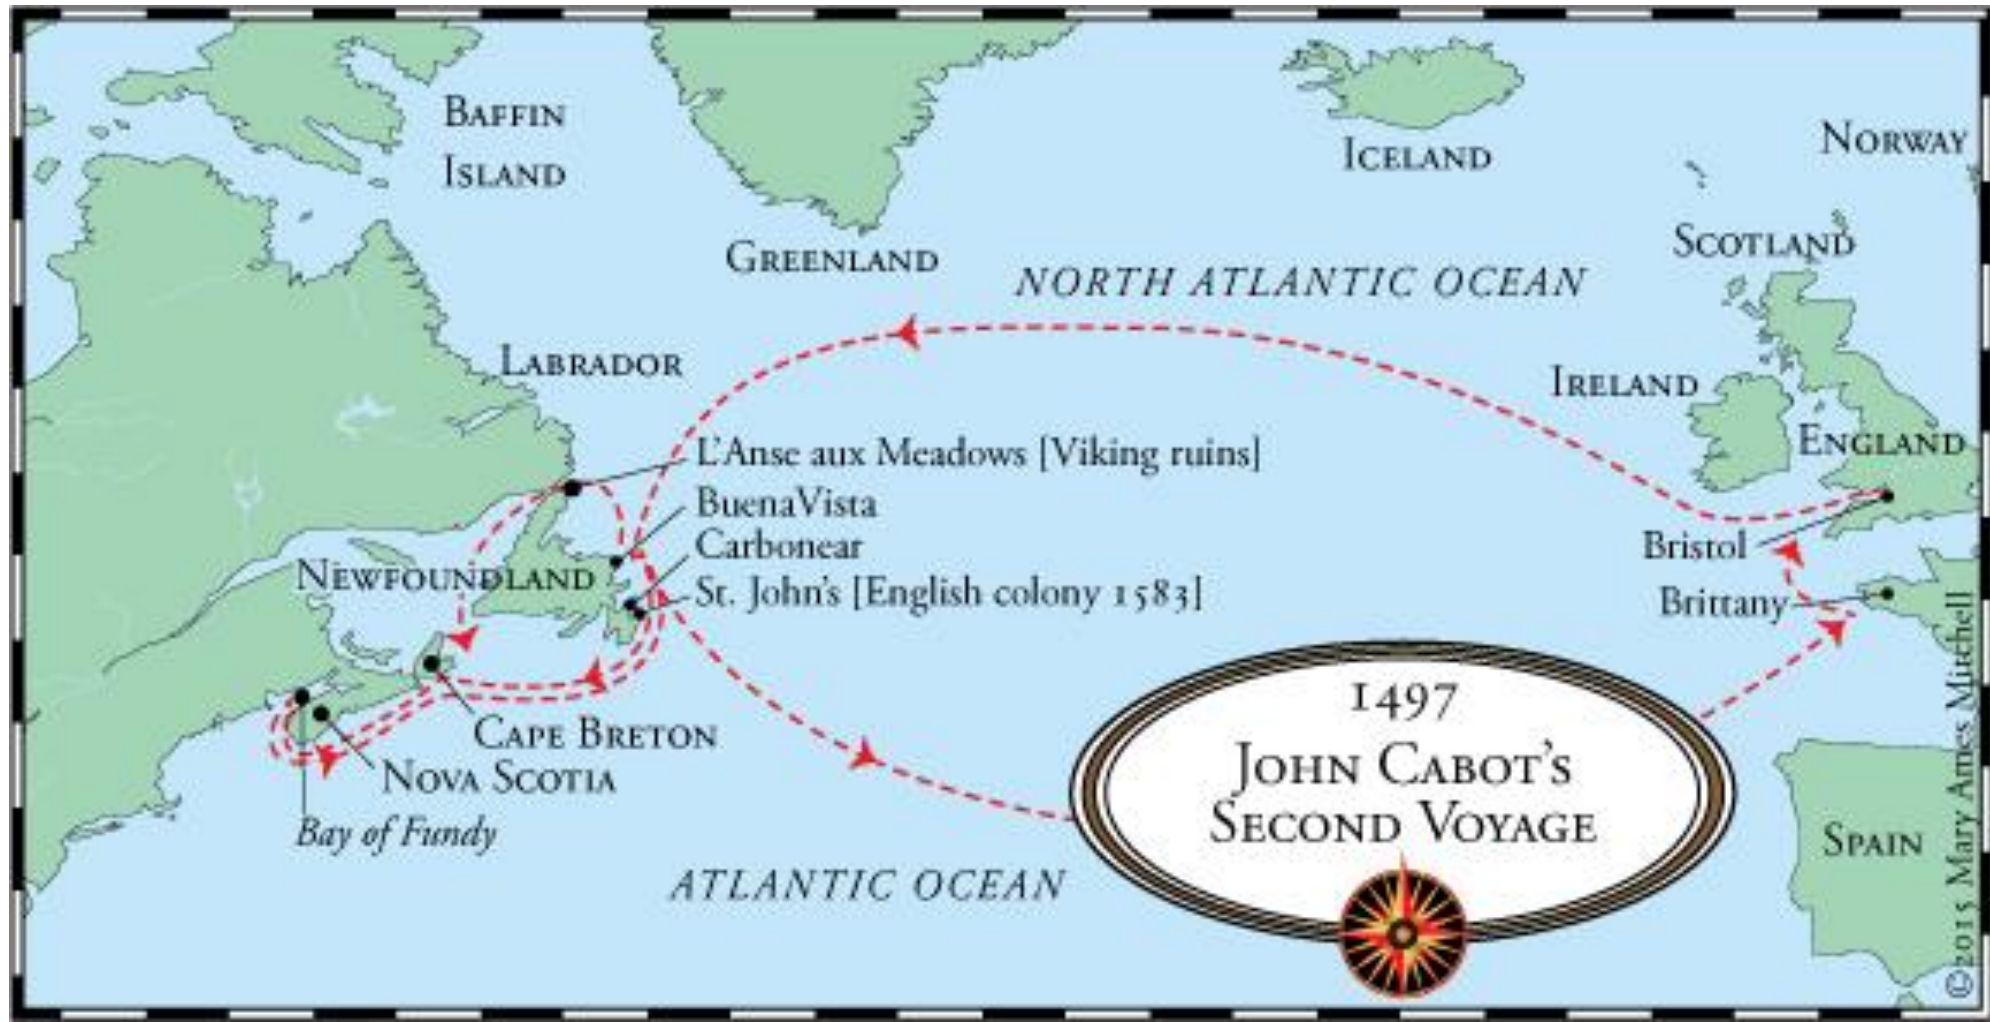 BAFFIN
ISLAND
ICELAND
NORWAY
GREENLAND
SCOTLAND
NORTH ATLANTIC OCEAN
LABRADOR
IRELAND
ENGLAND
L'Anse aux Meadows [Viking ruins]
BuenaVista
Carbonear
St. John's [English colony 1583]
NEWFOUNDLAND
Bristol
Brittany
CAPE BRETON
NOVA SCOTIA
Bay of Fundy
ATLANTIC OCEAN
1497
JOHN CABOT'S
SECOND VOYAGE
SPAIN
©2015 Mary Ames Mitchell